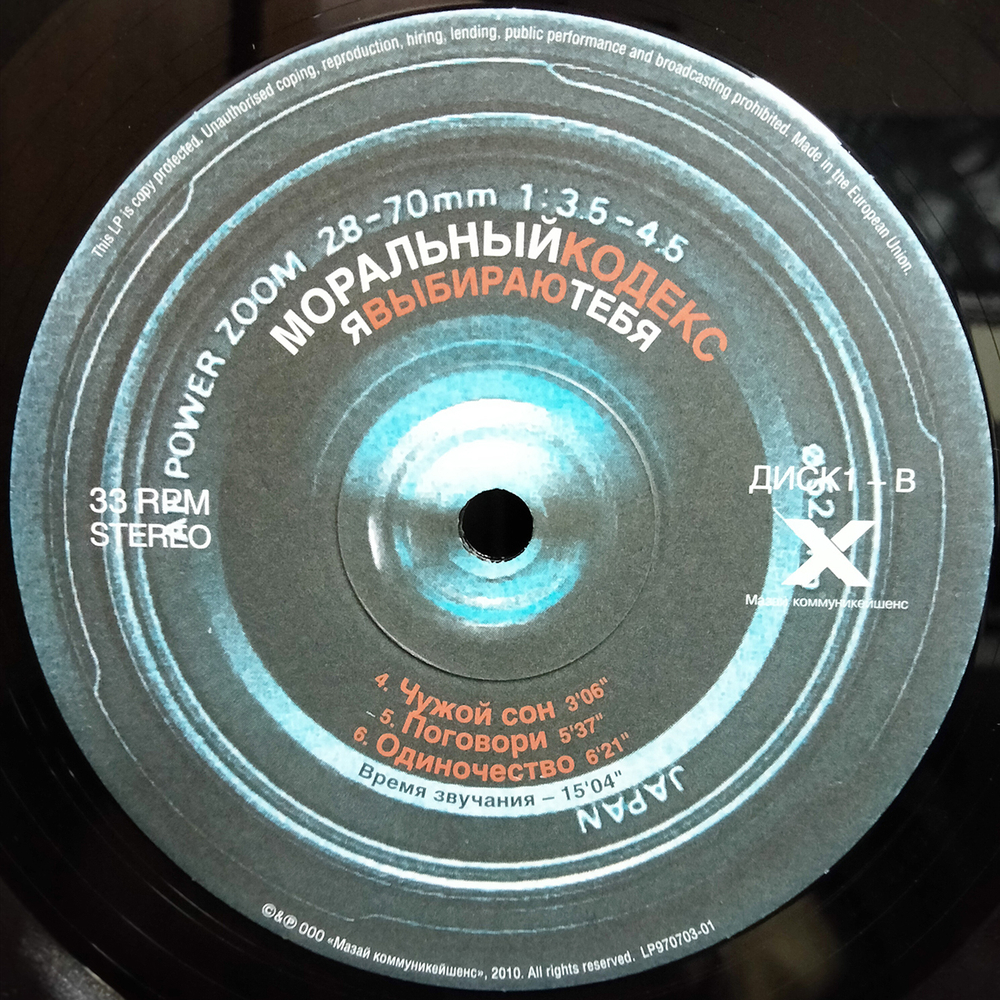 This LP is copy protected. Unauthorised coping, reproduction, hiring, lending, public performance and broadcasting prohibited. Made in the European Union.
POWER ZOOM 28-70mm 1:3.5-4.5
МОРАЛЬНЫЙКОДЕКС
ЯВЫБИРАЮТЕБЯ
33 RPM
STEREO
ДИСК1 – В
X
Мазай коммуникейшенс
4. Чужой сон 3'06"
5. Поговори 5'37"
6. Одиночество 6'21"
Время звучания – 15'04"
JAPAN
©&℗ ООО «Мазай коммуникейшенс», 2010. All rights reserved. LP970703-01